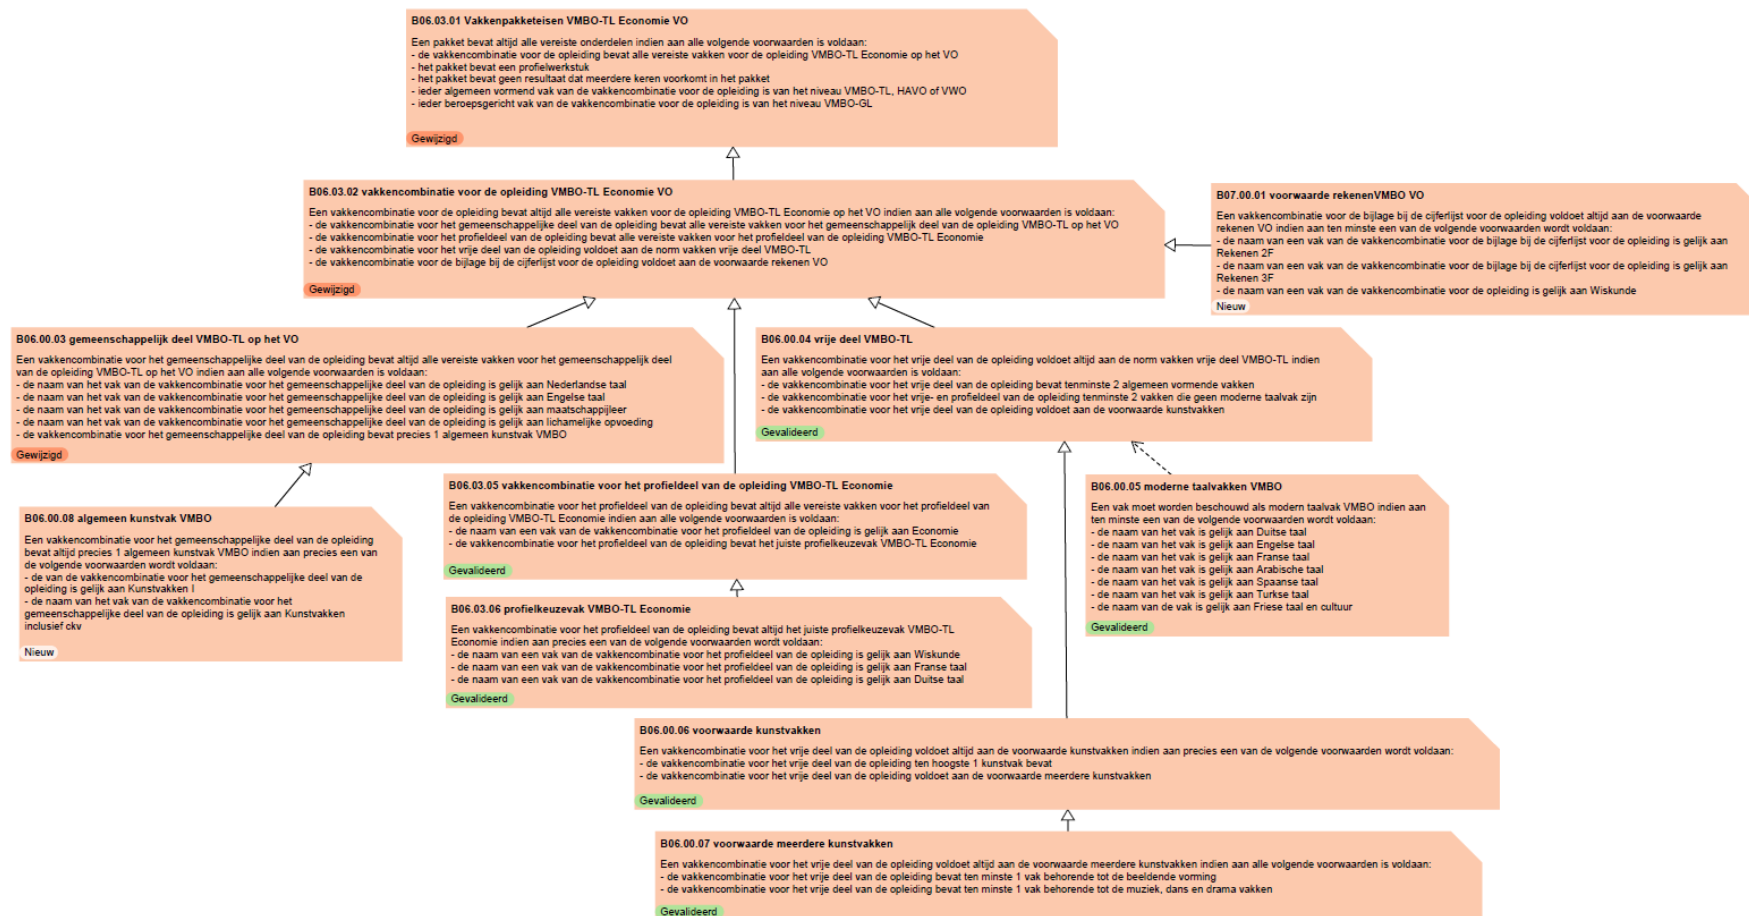 B06.03.01 Vakkenpakketeisen VMBO-TL Economie VO
Een pakket bevat altijd alle vereiste onderdelen indien aan alle volgende voorwaarden is voldaan:
- de vakkencombinatie voor de opleiding bevat alle vereiste vakken voor de opleiding VMBO-TL Economie op het VO
- het pakket bevat een profielwerkstuk
- het pakket bevat geen resultaat dat meerdere keren voorkomt in het pakket
- ieder algemeen vormend vak van de vakkencombinatie voor de opleiding is van het niveau VMBO-TL, HAVO of VWO
- ieder beroepsgericht vak van de vakkencombinatie voor de opleiding is van het niveau VMBO-GL
Gewijzigd
B06.03.02 vakkencombinatie voor de opleiding VMBO-TL Economie VO
Een vakkencombinatie voor de opleiding bevat altijd alle vereiste vakken voor de opleiding VMBO-TL Economie op het VO indien aan alle volgende voorwaarden is voldaan:
- de vakkencombinatie voor het gemeenschappelijke deel van de opleiding bevat alle vereiste vakken voor het gemeenschappelijk deel van de opleiding VMBO-TL op het VO
- de vakkencombinatie voor het profieldeel van de opleiding bevat alle vereiste vakken voor het profieldeel van de opleiding VMBO-TL Economie
- de vakkencombinatie voor het vrije deel van de opleiding voldoet aan de norm vakken vrije deel VMBO-TL
- de vakkencombinatie voor de bijlage bij de cijferlijst voor de opleiding voldoet aan de voorwaarde rekenen VO
Gewijzigd
B07.00.01 voorwaarde rekenenVMBO VO
Een vakkencombinatie voor de bijlage bij de cijferlijst voor de opleiding voldoet altijd aan de voorwaarde
rekenen VO indien aan ten minste een van de volgende voorwaarden wordt voldaan:
- de naam van een vak van de vakkencombinatie voor de bijlage bij de cijferlijst voor de opleiding is gelijk aan
Rekenen 2F
- de naam van een vak van de vakkencombinatie voor de bijlage bij de cijferlijst voor de opleiding is gelijk aan
Rekenen 3F
- de naam van een vak van de vakkencombinatie voor de opleiding is gelijk aan Wiskunde
Nieuw
B06.00.03 gemeenschappelijk deel VMBO-TL op het VO
Een vakkencombinatie voor het gemeenschappelijke deel van de opleiding bevat altijd alle vereiste vakken voor het gemeenschappelijk deel
van de opleiding VMBO-TL op het VO indien aan alle volgende voorwaarden is voldaan:
- de naam van het vak van de vakkencombinatie voor het gemeenschappelijke deel van de opleiding is gelijk aan Nederlandse taal
- de naam van het vak van de vakkencombinatie voor het gemeenschappelijke deel van de opleiding is gelijk aan Engelse taal
- de naam van het vak van de vakkencombinatie voor het gemeenschappelijke deel van de opleiding is gelijk aan maatschappijleer
- de naam van het vak van de vakkencombinatie voor het gemeenschappelijke deel van de opleiding is gelijk aan lichamelijke opvoeding
- de vakkencombinatie voor het gemeenschappelijke deel van de opleiding bevat precies 1 algemeen kunstvak VMBO
Gewijzigd
B06.00.04 vrije deel VMBO-TL
Een vakkencombinatie voor het vrije deel van de opleiding voldoet altijd aan de norm vakken vrije deel VMBO-TL indien
aan alle volgende voorwaarden is voldaan:
- de vakkencombinatie voor het vrije deel van de opleiding bevat tenminste 2 algemeen vormende vakken
- de vakkencombinatie voor het vrije- en profieldeel van de opleiding tenminste 2 vakken die geen moderne taalvak zijn
- de vakkencombinatie voor het vrije deel van de opleiding voldoet aan de voorwaarde kunstvakken
Gevalideerd
B06.03.05 vakkencombinatie voor het profieldeel van de opleiding VMBO-TL Economie
Een vakkencombinatie voor het profieldeel van de opleiding bevat altijd alle vereiste vakken voor het profieldeel van
de opleiding VMBO-TL Economie indien aan alle volgende voorwaarden is voldaan:
- de naam van een vak van de vakkencombinatie voor het profieldeel van de opleiding is gelijk aan Economie
- de vakkencombinatie voor het profieldeel van de opleiding bevat het juiste profielkeuzevak VMBO-TL Economie
Gevalideerd
B06.00.05 moderne taalvakken VMBO
Een vak moet worden beschouwd als modern taalvak VMBO indien aan
ten minste een van de volgende voorwaarden wordt voldaan:
- de naam van het vak is gelijk aan Duitse taal
- de naam van het vak is gelijk aan Engelse taal
- de naam van het vak is gelijk aan Franse taal
- de naam van het vak is gelijk aan Arabische taal
- de naam van het vak is gelijk aan Spaanse taal
- de naam van het vak is gelijk aan Turkse taal
- de naam van de vak is gelijk aan Friese taal en cultuur
Gevalideerd
B06.00.08 algemeen kunstvak VMBO
Een vakkencombinatie voor het gemeenschappelijke deel van de opleiding
bevat altijd precies 1 algemeen kunstvak VMBO indien aan precies een van
de volgende voorwaarden wordt voldaan:
- de van de vakkencombinatie voor het gemeenschappelijke deel van de
opleiding is gelijk aan Kunstvakken I
- de naam van het vak van de vakkencombinatie voor het
gemeenschappelijke deel van de opleiding is gelijk aan Kunstvakken
inclusief ckv
Nieuw
B06.03.06 profielkeuzevak VMBO-TL Economie
Een vakkencombinatie voor het profieldeel van de opleiding bevat altijd het juiste profielkeuzevak VMBO-TL
Economie indien aan precies een van de volgende voorwaarden wordt voldaan:
- de naam van een vak van de vakkencombinatie voor het profieldeel van de opleiding is gelijk aan Wiskunde
- de naam van een vak van de vakkencombinatie voor het profieldeel van de opleiding is gelijk aan Franse taal
- de naam van een vak van de vakkencombinatie voor het profieldeel van de opleiding is gelijk aan Duitse taal
Gevalideerd
B06.00.06 voorwaarde kunstvakken
Een vakkencombinatie voor het vrije deel van de opleiding voldoet altijd aan de voorwaarde kunstvakken indien aan precies een van de volgende voorwaarden wordt voldaan:
- de vakkencombinatie voor het vrije deel van de opleiding ten hoogste 1 kunstvak bevat
- de vakkencombinatie voor het vrije deel van de opleiding voldoet aan de voorwaarde meerdere kunstvakken
Gevalideerd
B06.00.07 voorwaarde meerdere kunstvakken
Een vakkencombinatie voor het vrije deel van de opleiding voldoet altijd aan de voorwaarde meerdere kunstvakken indien aan alle volgende voorwaarden is voldaan:
- de vakkencombinatie voor het vrije deel van de opleiding bevat ten minste 1 vak behorende tot de beeldende vorming
- de vakkencombinatie voor het vrije deel van de opleiding bevat ten minste 1 vak behorende tot de muziek, dans en drama vakken
Gevalideerd